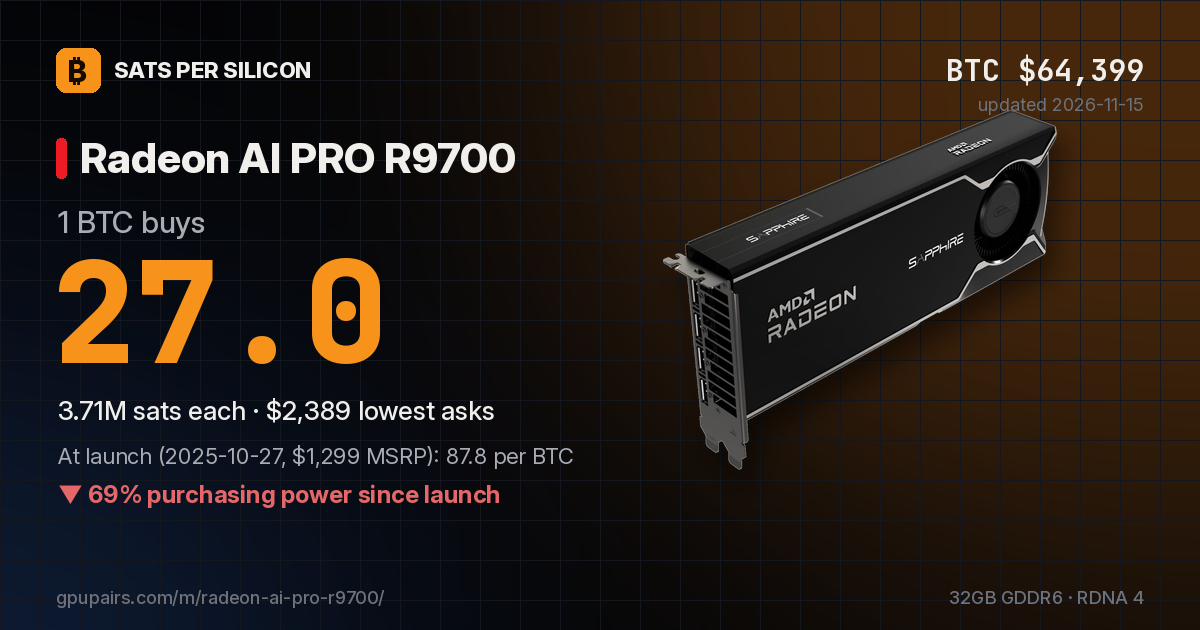 ₿ SATS PER SILICON
BTC $64,399
updated 2026-11-15
Radeon AI PRO R9700
1 BTC buys
27.0
3.71M sats each · $2,389 lowest asks
At launch (2025-10-27, $1,299 MSRP): 87.8 per BTC
▼ 69% purchasing power since launch
AMD
RADEON
SAPPHIRE
SAPPHIRE
AMD
RADEON
gpupairs.com/m/radeon-ai-pro-r9700/
32GB GDDR6 · RDNA 4